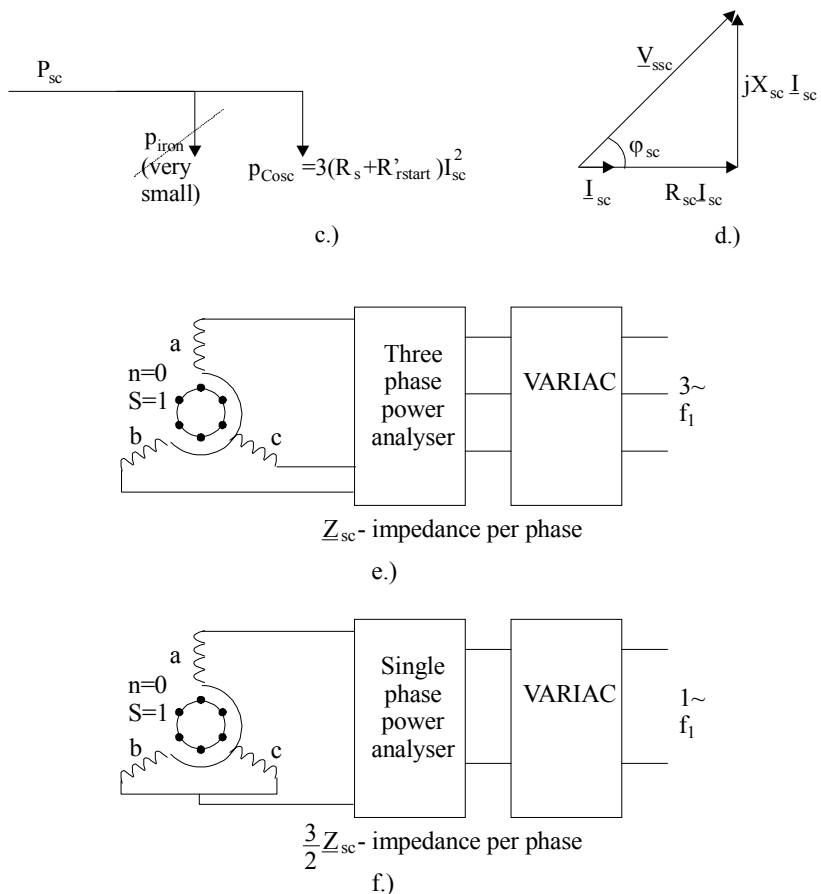 P_sc
p_iron
(very
small)
p_Cosc =3(R_s+R'_rstart)I_sc^2
c.)
V_ssc
jX_sc I_sc
φ_sc
I_sc
R_scI_sc
d.)
a
n=0
S=1
b
c
Three
phase
power
analyser
VARIAC
3~
f_1
Z_sc - impedance per phase
e.)
a
n=0
S=1
b
c
Single
phase
power
analyser
VARIAC
1~
f_1
3/2 Z_sc - impedance per phase
f.)